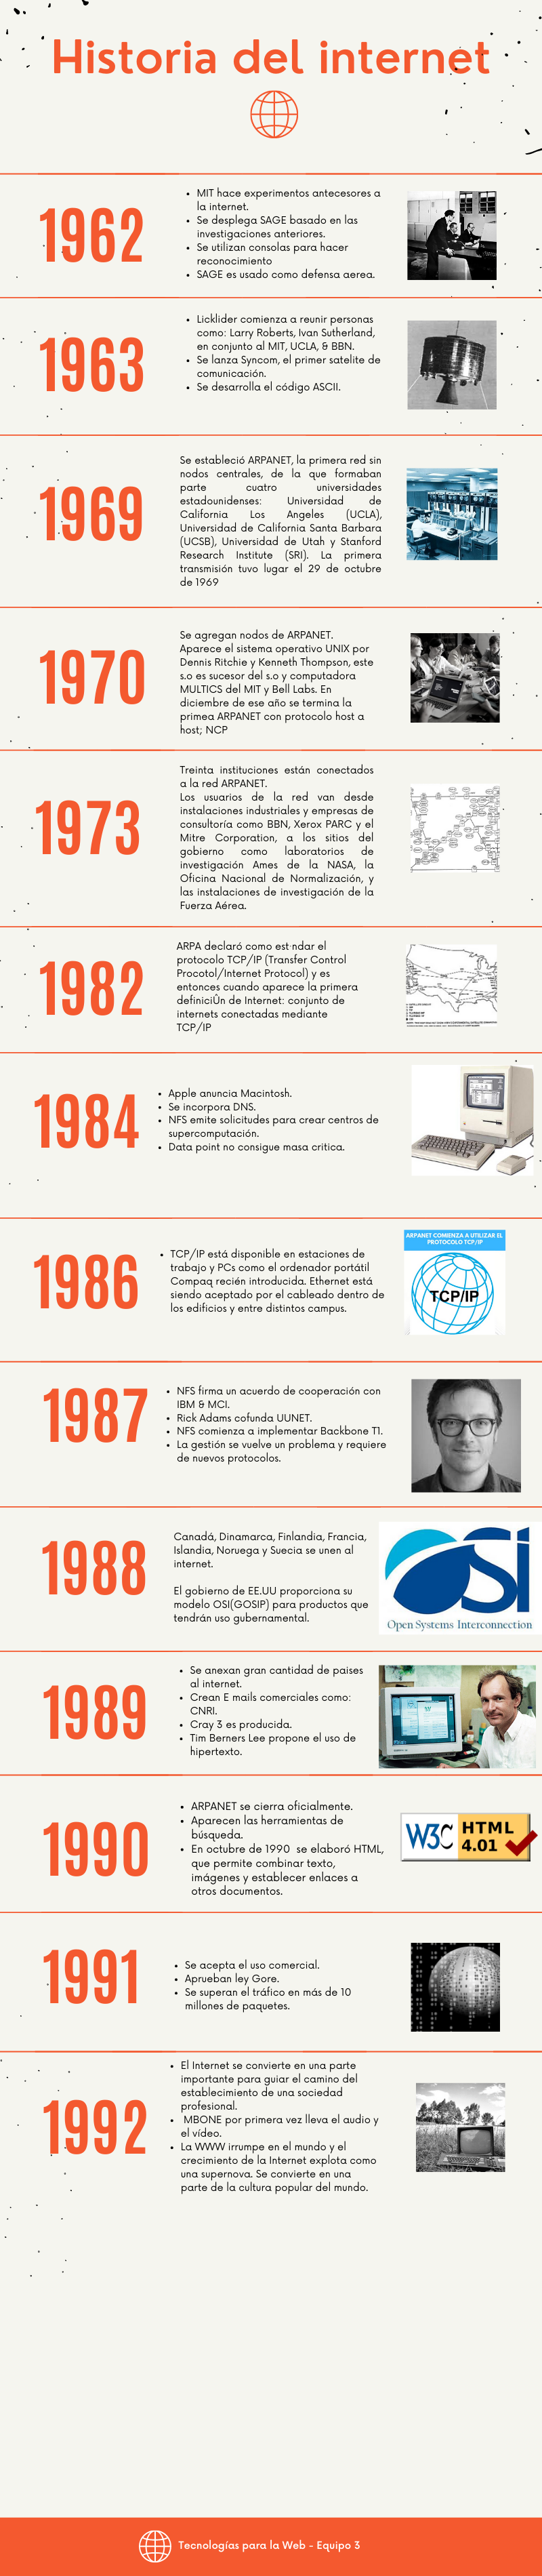 Historia del internet
1962
• MIT hace experimentos antecesores a
la internet.
• Se desplega SAGE basado en las
investigaciones anteriores.
• Se utilizan consolas para hacer
reconocimiento
• SAGE es usado como defensa aerea.
1963
• Licklider comienza a reunir personas
como: Larry Roberts, Ivan Sutherland,
en conjunto al MIT, UCLA, & BBN.
• Se lanza Syncom, el primer satelite de
comunicación.
• Se desarrolla el código ASCII.
1969
Se estableció ARPANET, la primera red sin
nodos centrales, de la que formaban
parte cuatro universidades
estadounidenses: Universidad de
California Los Angeles (UCLA),
Universidad de California Santa Barbara
(UCSB), Universidad de Utah y Stanford
Research Institute (SRI). La primera
transmisión tuvo lugar el 29 de octubre
de 1969
1970
Se agregan nodos de ARPANET.
Aparece el sistema operativo UNIX por
Dennis Ritchie y Kenneth Thompson, este
s.o es sucesor del s.o y computadora
MULTICS del MIT y Bell Labs. En
diciembre de ese año se termina la
primea ARPANET con protocolo host a
host; NCP
1973
Treinta instituciones están conectados
a la red ARPANET.
Los usuarios de la red van desde
instalaciones industriales y empresas de
consultoría como BBN, Xerox PARC y el
Mitre Corporation, a los sitios del
gobierno como laboratorios de
investigación Ames de la NASA, la
Oficina Nacional de Normalización, y
las instalaciones de investigación de la
Fuerza Aérea.
1982
ARPA declaró como est·ndar el
protocolo TCP/IP (Transfer Control
Procotol/Internet Protocol) y es
entonces cuando aparece la primera
definiciÛn de Internet: conjunto de
internets conectadas mediante
TCP/IP
1984
• Apple anuncia Macintosh.
• Se incorpora DNS.
• NFS emite solicitudes para crear centros de
supercomputación.
• Data point no consigue masa critica.
1986
• TCP/IP está disponible en estaciones de
trabajo y PCs como el ordenador portátil
Compaq recién introducida. Ethernet está
siendo aceptado por el cableado dentro de
los edificios y entre distintos campus.
ARPANET COMIENZA A UTILIZAR EL
PROTOCOLO TCP/IP
TCP/IP
1987
• NFS firma un acuerdo de cooperación con
IBM & MCI.
• Rick Adams cofunda UUNET.
• NFS comienza a implementar Backbone T1.
• La gestión se vuelve un problema y requiere
de nuevos protocolos.
1988
Canadá, Dinamarca, Finlandia, Francia,
Islandia, Noruega y Suecia se unen al
internet.
El gobierno de EE.UU proporciona su
modelo OSI(GOSIP) para productos que
tendrán uso gubernamental.
OSI
Open Systems Interconnection
1989
• Se anexan gran cantidad de paises
al internet.
• Crean E mails comerciales como:
CNRI.
• Cray 3 es producida.
• Tim Berners Lee propone el uso de
hipertexto.
1990
• ARPANET se cierra oficialmente.
• Aparecen las herramientas de
búsqueda.
• En octubre de 1990 se elaboró HTML,
que permite combinar texto,
imágenes y establecer enlaces a
otros documentos.
W3C HTML
4.01
1991
• Se acepta el uso comercial.
• Aprueban ley Gore.
• Se superan el tráfico en más de 10
millones de paquetes.
1992
• El Internet se convierte en una parte
importante para guiar el camino del
establecimiento de una sociedad
profesional.
• MBONE por primera vez lleva el audio y
el vídeo.
• La WWW irrumpe en el mundo y el
crecimiento de la Internet explota como
una supernova. Se convierte en una
parte de la cultura popular del mundo.
Tecnologías para la Web - Equipo 3